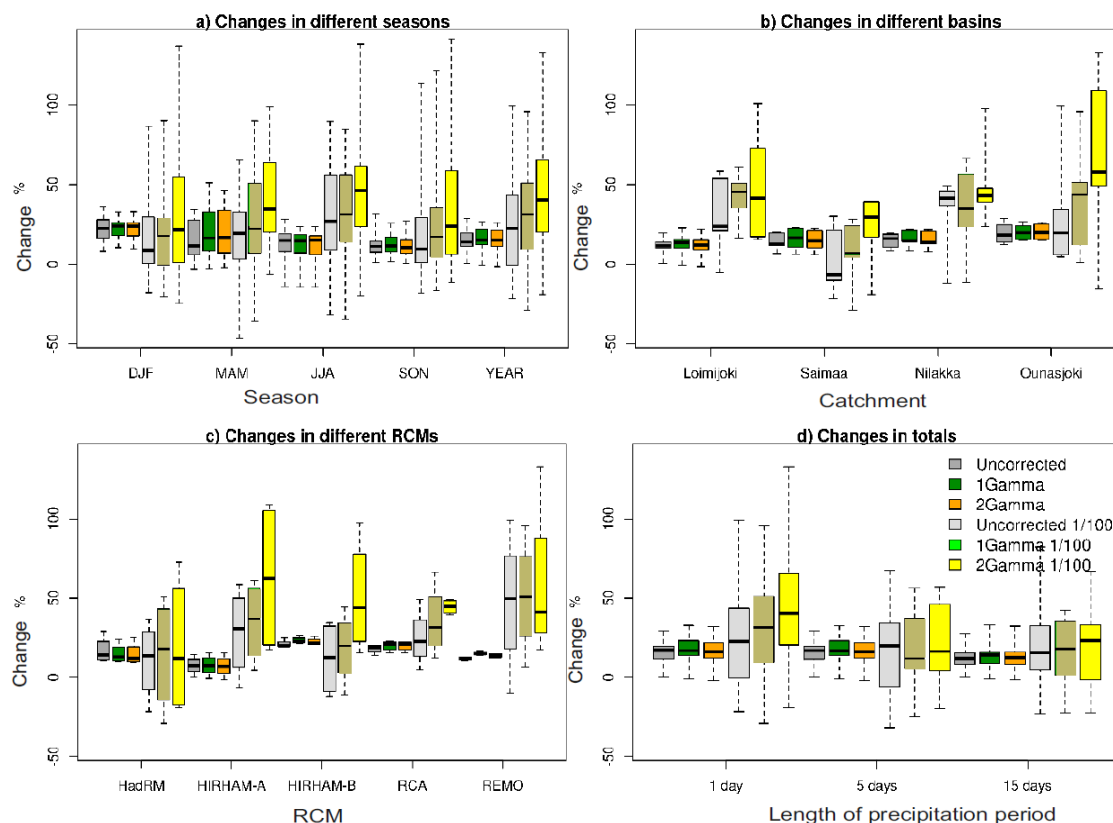 a) Changes in different seasons
Change %
-50 0 50 100
DJF MAM JJA SON YEAR
Season
b) Changes in different basins
Change %
-50 0 50 100
Loimijoki Saimaa Nilakka Ounasjoki
Catchment
c) Changes in different RCMs
Change %
-50 0 50 100
HadRM HIRHAM-A HIRHAM-B RCA REMO
RCM
d) Changes in totals
Change %
-50 0 50 100
Uncorrected
1Gamma
2Gamma
Uncorrected 1/100
1Gamma 1/100
2Gamma 1/100
1 day 5 days 15 days
Length of precipitation period